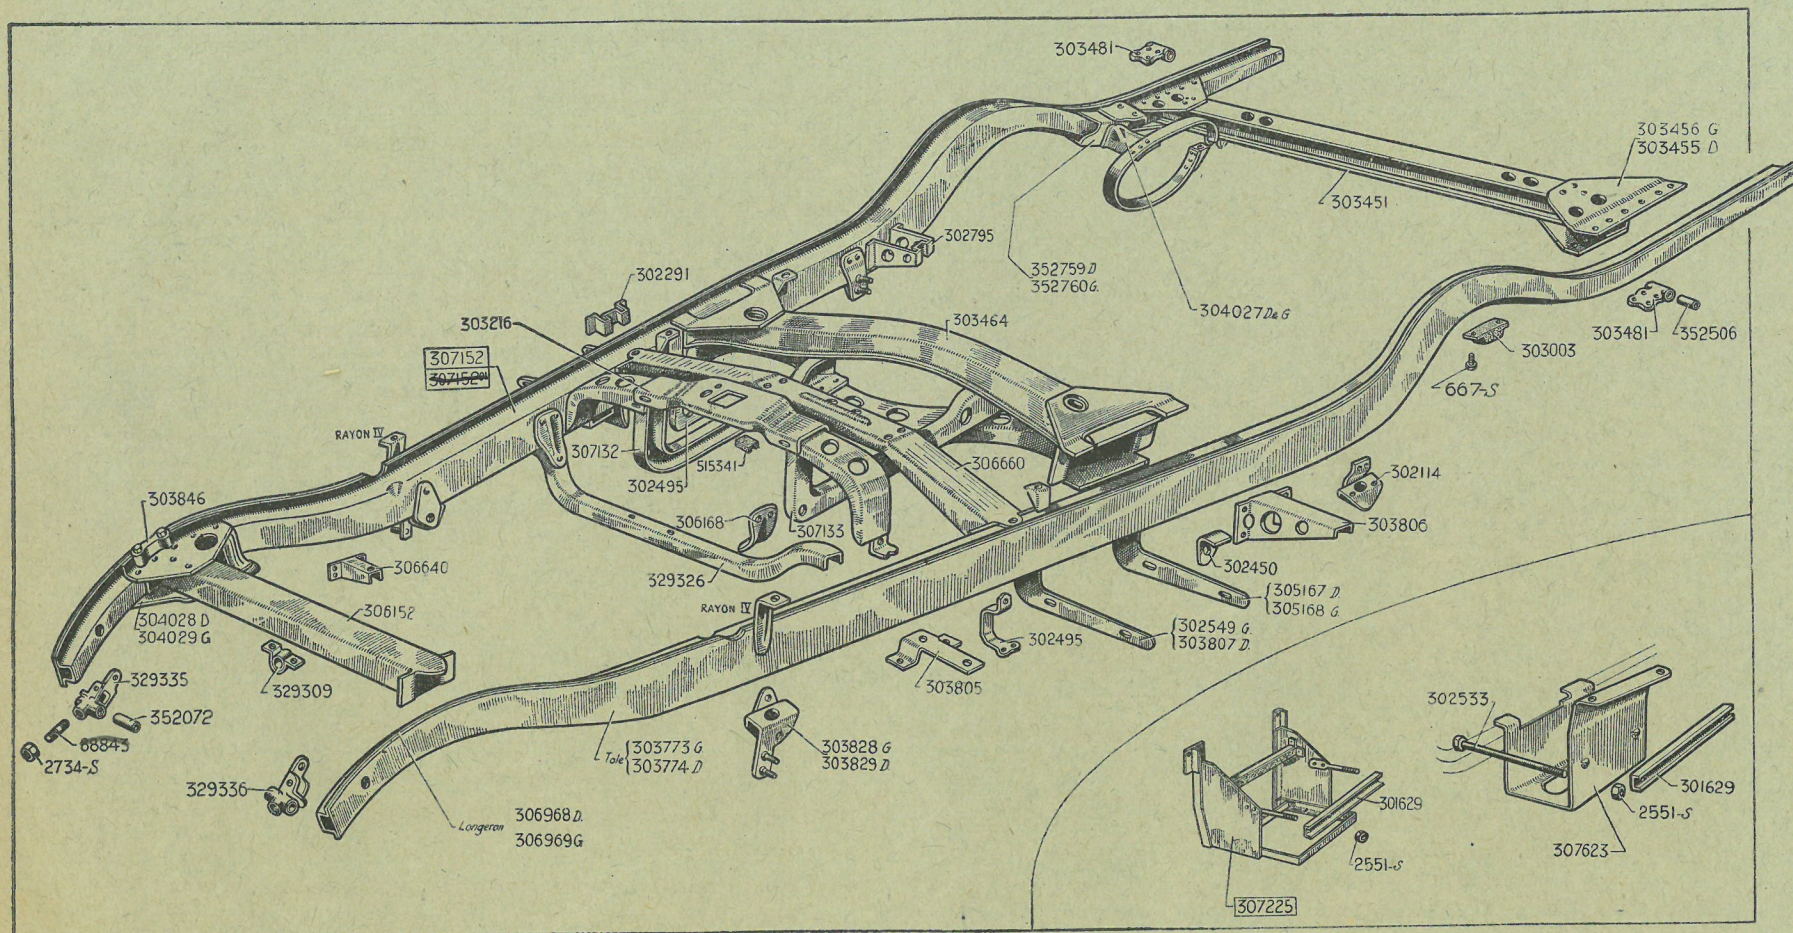 303481
303456 G
303455 D
303451
302795
352759 D
352760 G.
304027 D & G
302291
303216
303464
303481
352506
303003
667-S
307152
RAYON IV
307132
515341
302495
306660
302114
303846
306168
307133
303806
306640
329326
302450
305167 D.
305168 G.
304028 D
304029 G
306152
RAYON IV
302549 G.
303807 D.
302495
303805
329335
329309
352072
68843
2734-S
302533
303828 G
303829 D.
Tole
303773 G
303774 D
329336
301629
301629
2551-S
Longeron
306968 D.
306969 G
307623
2551-S
307225